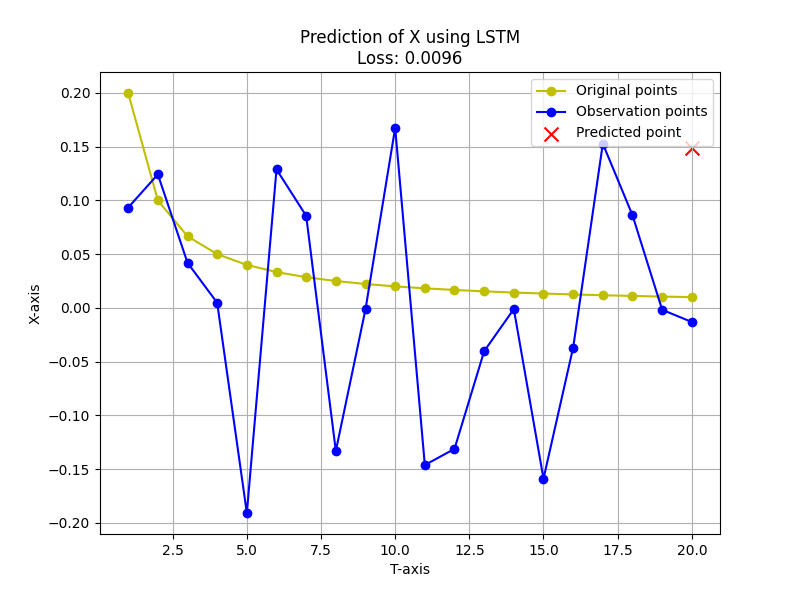 Prediction of X using LSTM
Loss: 0.0096
Original points
Observation points
Predicted point
0.20
0.15
0.10
0.05
0.00
−0.05
−0.10
−0.15
−0.20
X-axis
2.5
5.0
7.5
10.0
12.5
15.0
17.5
20.0
T-axis